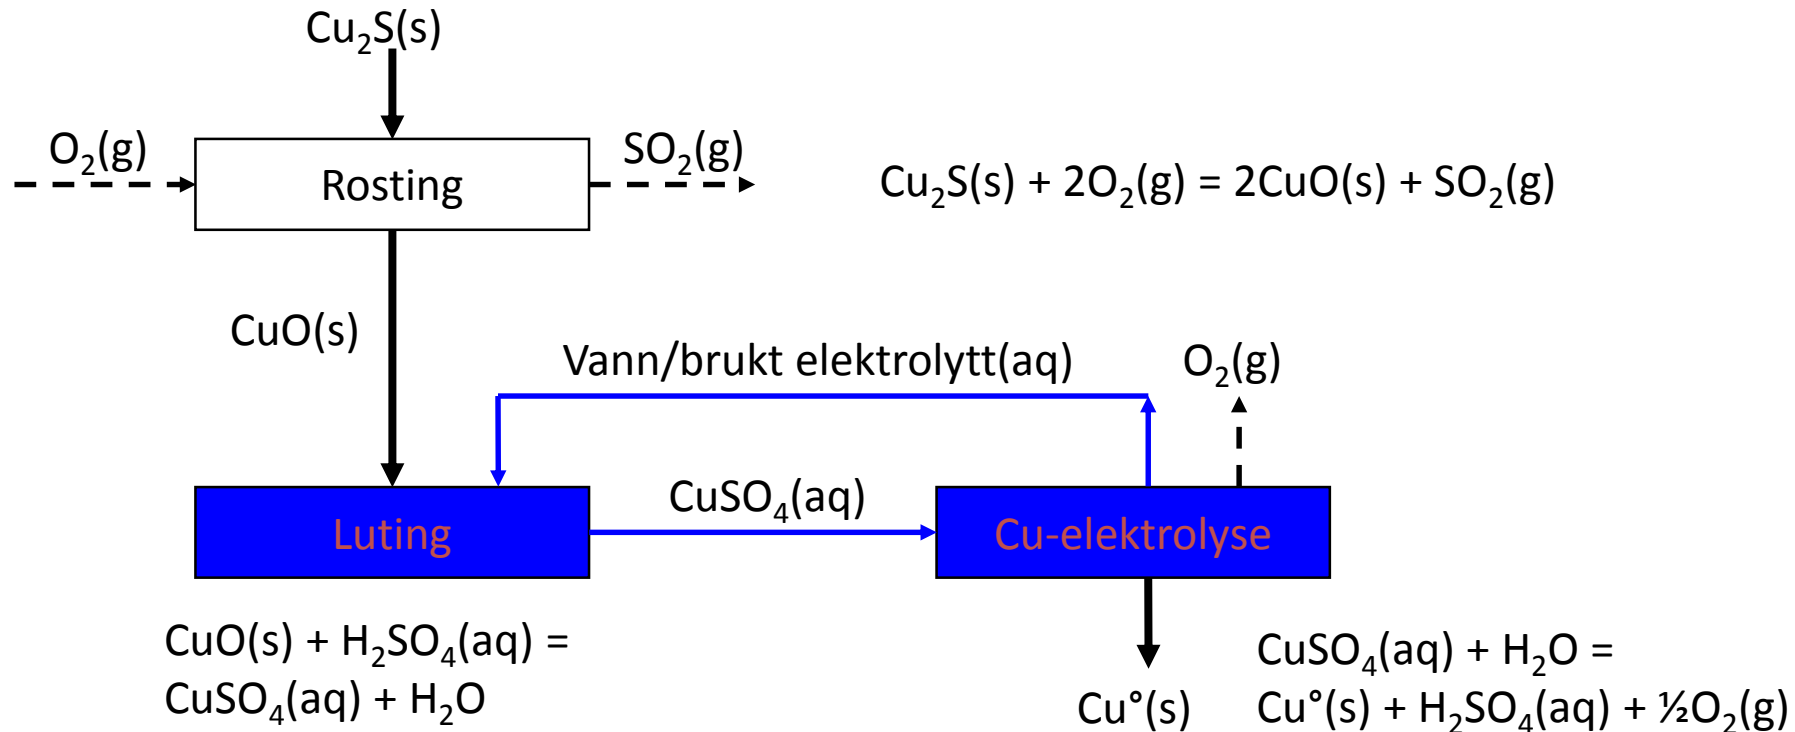 Cu₂S(s)
O₂(g)
Rosting
SO₂(g)
Cu₂S(s) + 2O₂(g) = 2CuO(s) + SO₂(g)
CuO(s)
Vann/brukt elektrolytt(aq)
O₂(g)
Luting
CuSO₄(aq)
Cu-elektrolyse
CuO(s) + H₂SO₄(aq) =
CuSO₄(aq) + H₂O
Cu°(s)
CuSO₄(aq) + H₂O =
Cu°(s) + H₂SO₄(aq) + ½O₂(g)